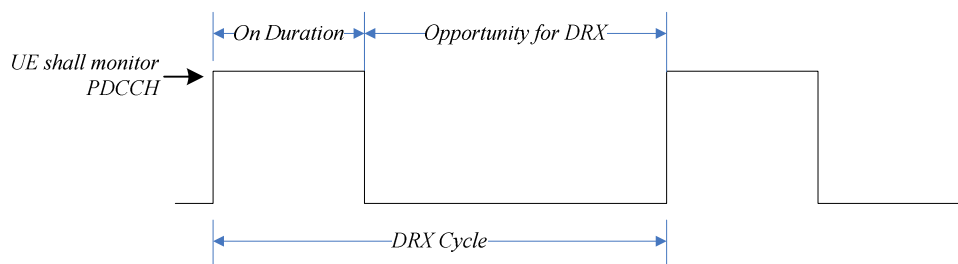 On Duration
Opportunity for DRX
UE shall monitor
PDCCH
DRX Cycle